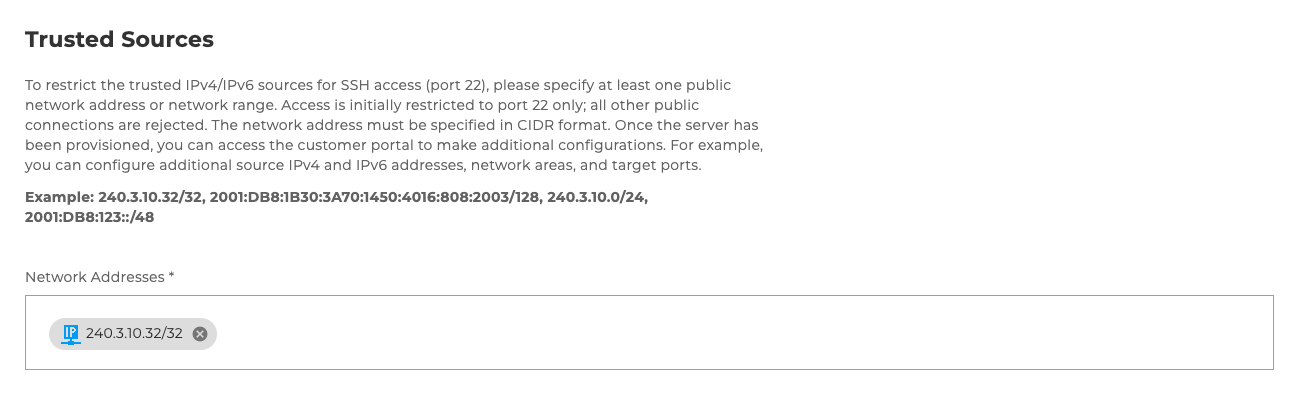 Trusted Sources
To restrict the trusted IPv4/IPv6 sources for SSH access (port 22), please specify at least one public
network address or network range. Access is initially restricted to port 22 only; all other public
connections are rejected. The network address must be specified in CIDR format. Once the server has
been provisioned, you can access the customer portal to make additional configurations. For example,
you can configure additional source IPv4 and IPv6 addresses, network areas, and target ports.
Example: 240.3.10.32/32, 2001:DB8:1B30:3A70:1450:4016:808:2003/128, 240.3.10.0/24,
2001:DB8:123::/48
Network Addresses *
IP 240.3.10.32/32